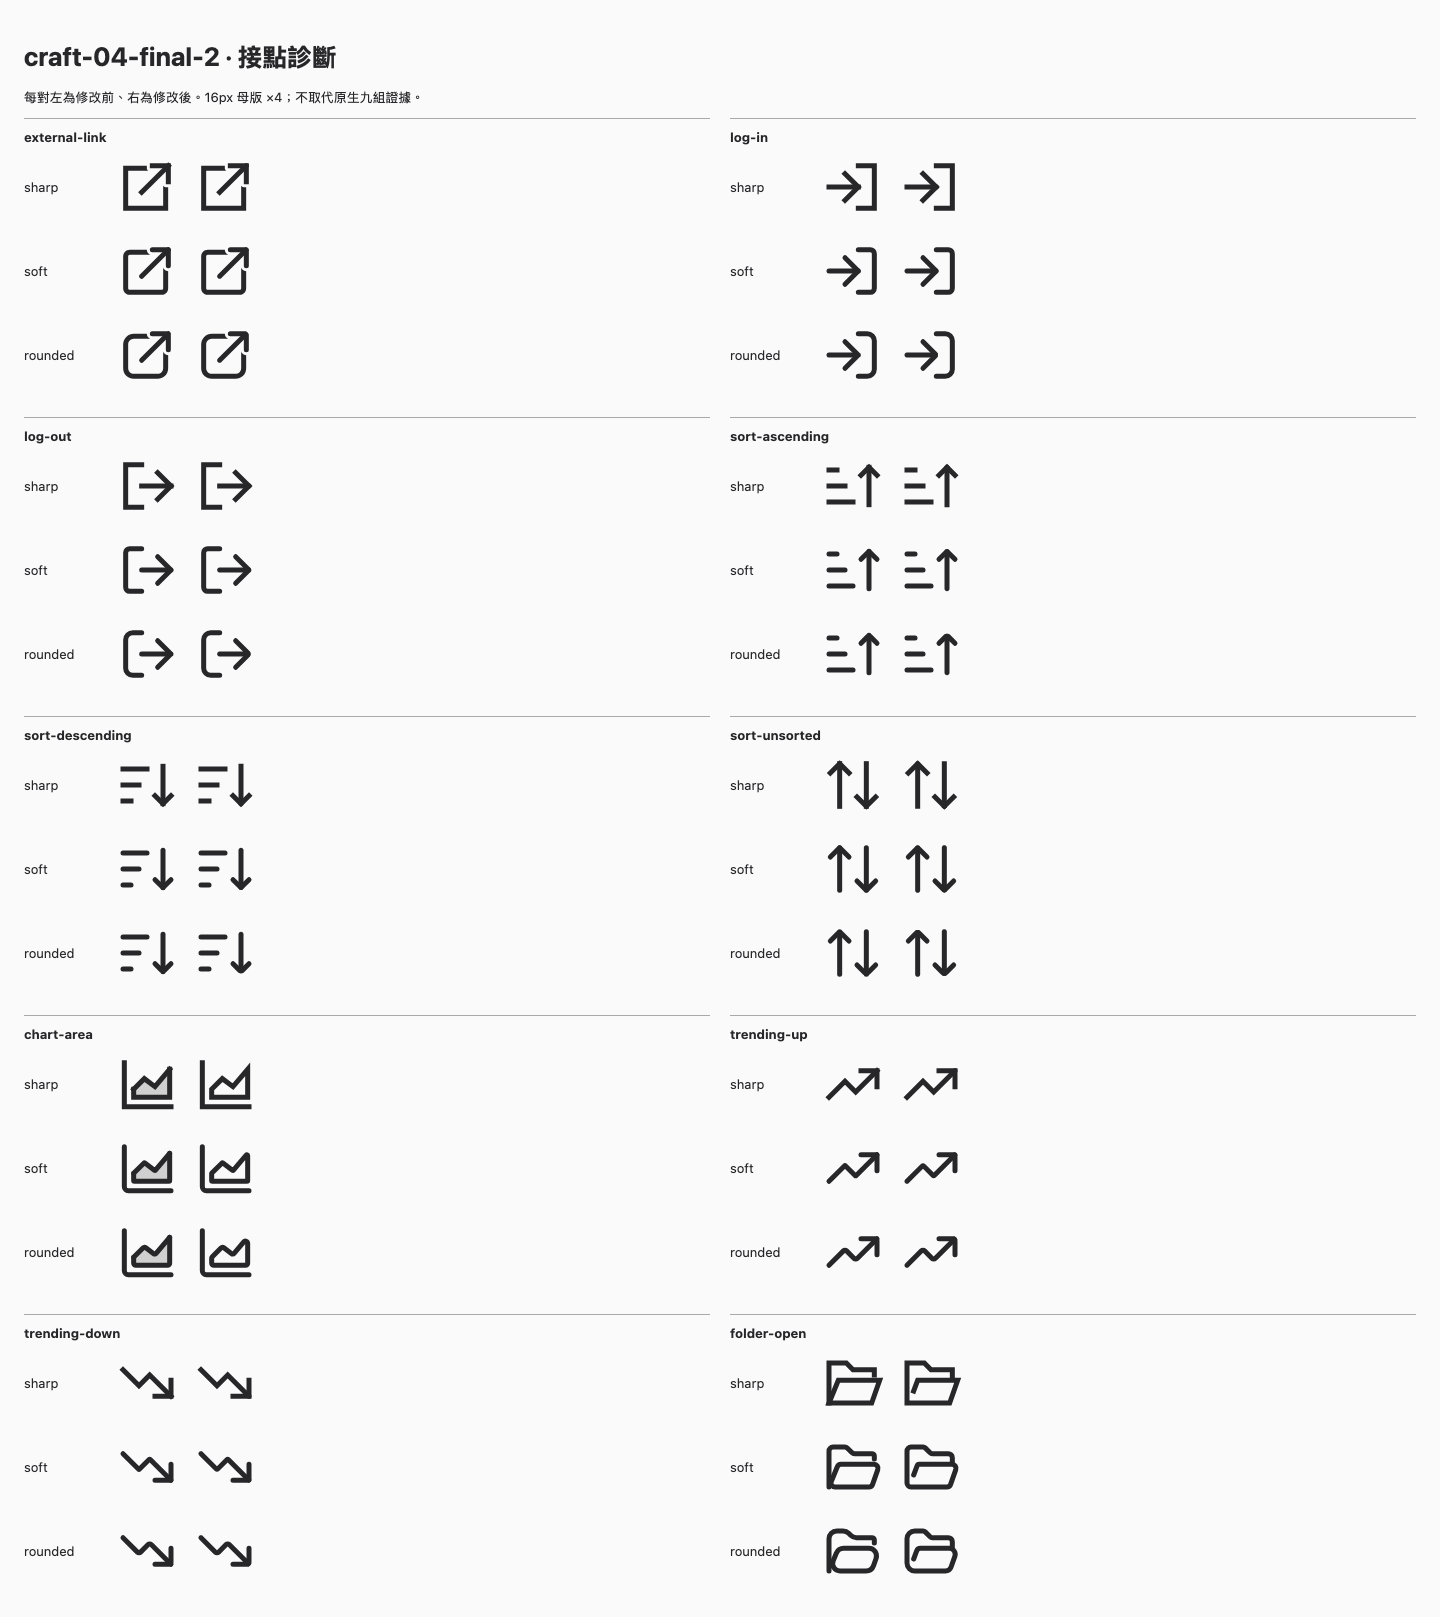 craft-04-final-2 · 接點診斷
每對左為修改前、右為修改後。16px 母版 ×4；不取代原生九組證據。
external-link
sharp
soft
rounded
log-in
sharp
soft
rounded
log-out
sharp
soft
rounded
sort-ascending
sharp
soft
rounded
sort-descending
sharp
soft
rounded
sort-unsorted
sharp
soft
rounded
chart-area
sharp
soft
rounded
trending-up
sharp
soft
rounded
trending-down
sharp
soft
rounded
folder-open
sharp
soft
rounded